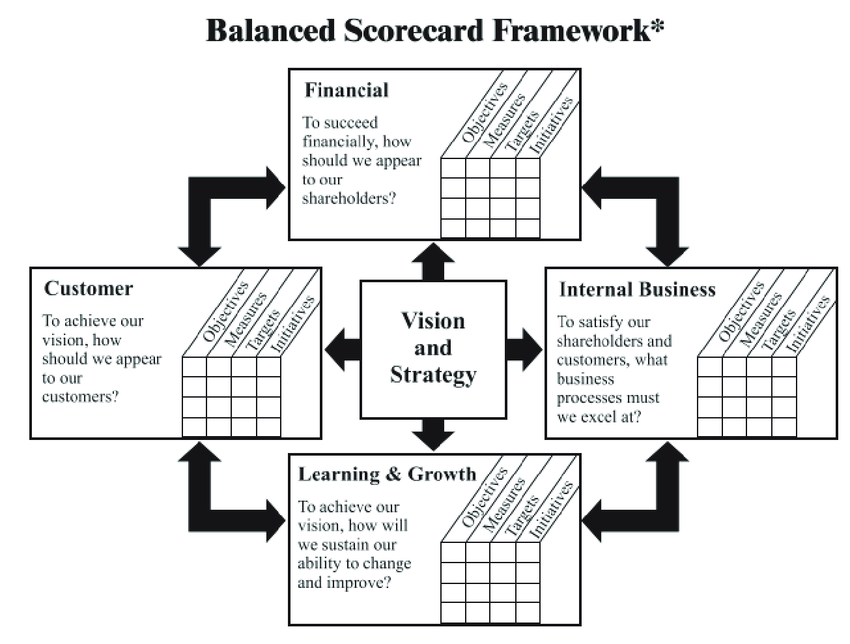 Balanced Scorecard Framework*
Financial
To succeed
financially, how
should we appear
to our
shareholders?
Objectives
Measures
Targets
Initiatives
Customer
To achieve our
vision, how
should we appear
to our
customers?
Objectives
Measures
Targets
Initiatives
Vision
and
Strategy
Internal Business
To satisfy our
shareholders and
customers, what
business
processes must
we excel at?
Objectives
Measures
Targets
Initiatives
Learning & Growth
To achieve our
vision, how will
we sustain our
ability to change
and improve?
Objectives
Measures
Targets
Initiatives